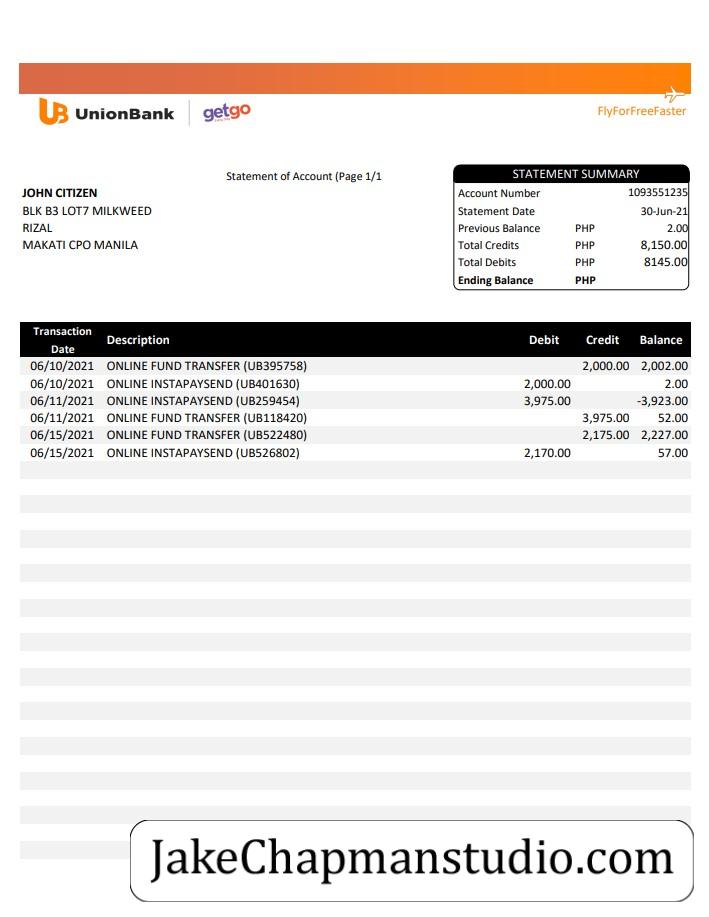 UnionBank | getgo
FlyForFreeFaster
Statement of Account (Page 1/1
JOHN CITIZEN
BLK B3 LOT7 MILKWEED
RIZAL
MAKATI CPO MANILA
STATEMENT SUMMARY
Account Number 1093551235
Statement Date 30-Jun-21
Previous Balance PHP 2.00
Total Credits PHP 8,150.00
Total Debits PHP 8145.00
Ending Balance PHP
Transaction Date Description Debit Credit Balance
06/10/2021 ONLINE FUND TRANSFER (UB395758) 2,000.00 2,002.00
06/10/2021 ONLINE INSTAPAYSEND (UB401630) 2,000.00 2.00
06/11/2021 ONLINE INSTAPAYSEND (UB259454) 3,975.00 -3,923.00
06/11/2021 ONLINE FUND TRANSFER (UB118420) 3,975.00 52.00
06/15/2021 ONLINE FUND TRANSFER (UB522480) 2,175.00 2,227.00
06/15/2021 ONLINE INSTAPAYSEND (UB526802) 2,170.00 57.00
JakeChapmanstudio.com